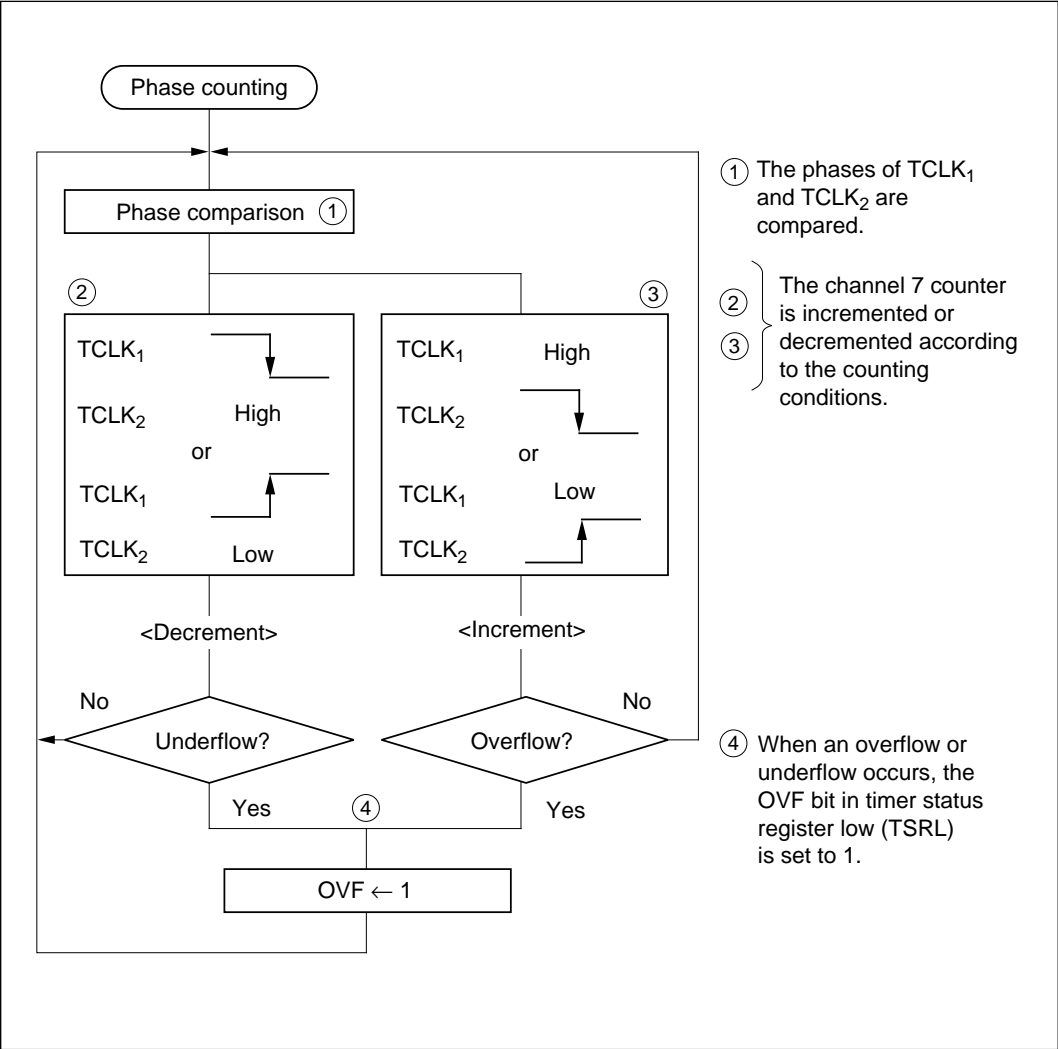 Phase counting
Phase comparison ①
① The phases of TCLK₁
and TCLK₂ are
compared.
②
TCLK₁
TCLK₂ High
or
TCLK₁
TCLK₂ Low
③
TCLK₁ High
TCLK₂
or
TCLK₁ Low
TCLK₂
②
③
The channel 7 counter
is incremented or
decremented according
to the counting
conditions.
<Decrement>
<Increment>
No
Underflow?
Yes
No
Overflow?
Yes
④
OVF ← 1
④ When an overflow or
underflow occurs, the
OVF bit in timer status
register low (TSRL)
is set to 1.